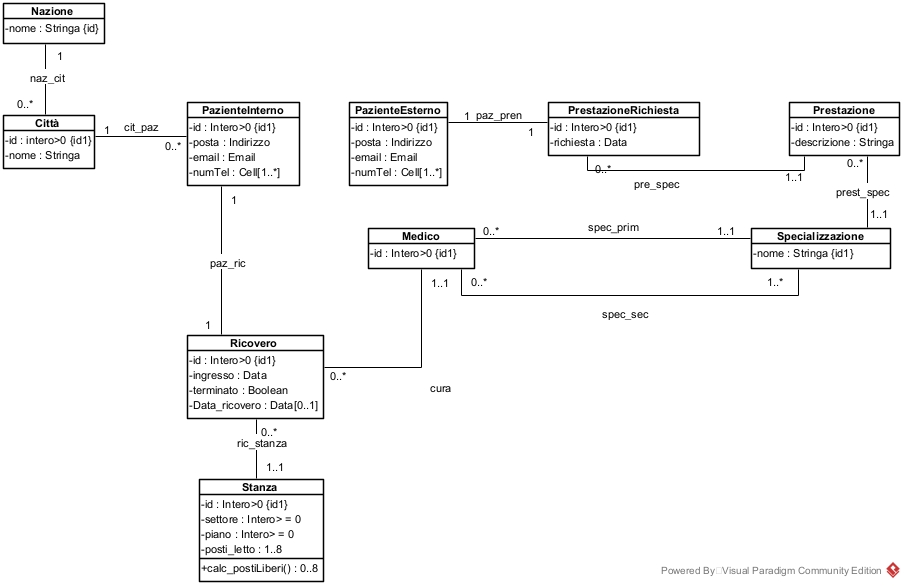 Nazione
-nome : Stringa {id}
1
naz_cit
0..*
Città
-id : intero>0 {id1}
-nome : Stringa
1
cit_paz
0..*
PazienteInterno
-id : Intero>0 {id1}
-posta : Indirizzo
-email : Email
-numTel : Cell[1..*]
PazienteEsterno
-id : Intero>0 {id1}
-posta : Indirizzo
-email : Email
-numTel : Cell[1..*]
1
paz_pren
1
PrestazioneRichiesta
-id : Intero>0 {id1}
-richiesta : Data
Prestazione
-id : Intero>0 {id1}
-descrizione : Stringa
0..*
pre_spec
1..1
0..*
prest_spec
1..1
1
paz_ric
1
Medico
-id : Intero>0 {id1}
0..*
spec_prim
1..1
Specializzazione
-nome : Stringa {id1}
1..1
0..*
1..*
spec_sec
Ricovero
-id : Intero>0 {id1}
-ingresso : Data
-terminato : Boolean
-Data_ricovero : Data[0..1]
0..*
cura
0..*
ric_stanza
1..1
Stanza
-id : Intero>0 {id1}
-settore : Intero> = 0
-piano : Intero> = 0
-posti_letto : 1..8
+calc_postiLiberi() : 0..8
Powered By Visual Paradigm Community Edition